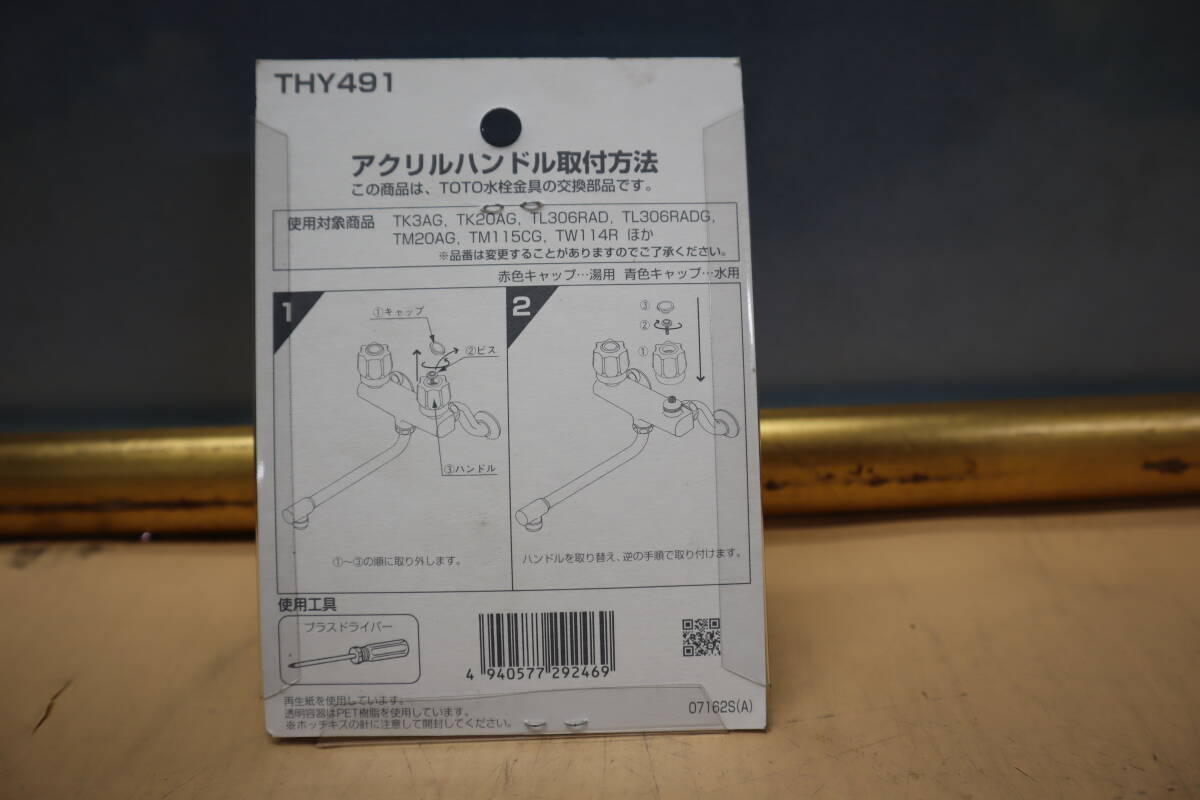 THY491
アクリルハンドル取付方法
この商品は、TOTO水栓金具の交換部品です。
使用対象商品 TK3AG, TK20AG, TL306RAD, TL306RADG,
TM20AG, TM115CG, TW114R ほか
※品番は変更することがありますのでご了承ください。
赤色キャップ…湯用 青色キャップ…水用
1
①キャップ
②ビス
③ハンドル
①〜③の順に取り外します。
2
③
②
①
ハンドルを取り替え、逆の手順で取り付けます。
使用工具
プラスドライバー
4 940577 292469
再生紙を使用しています。
透明容器はPET樹脂を使用しています。
※ホッチキスの針に注意して開封してください。
07162S(A)